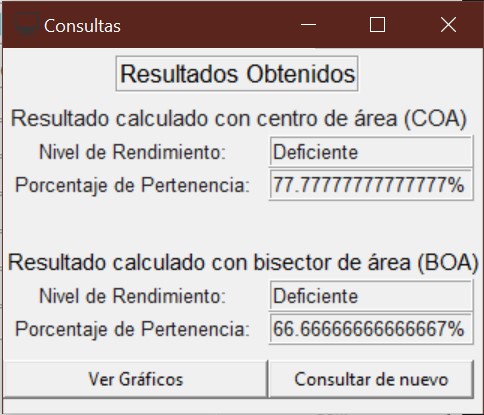 Consultas
Resultados Obtenidos
Resultado calculado con centro de área (COA)
Nivel de Rendimiento: Deficiente
Porcentaje de Pertenencia: 77.77777777777777%
Resultado calculado con bisector de área (BOA)
Nivel de Rendimiento: Deficiente
Porcentaje de Pertenencia: 66.66666666666667%
Ver Gráficos Consultar de nuevo